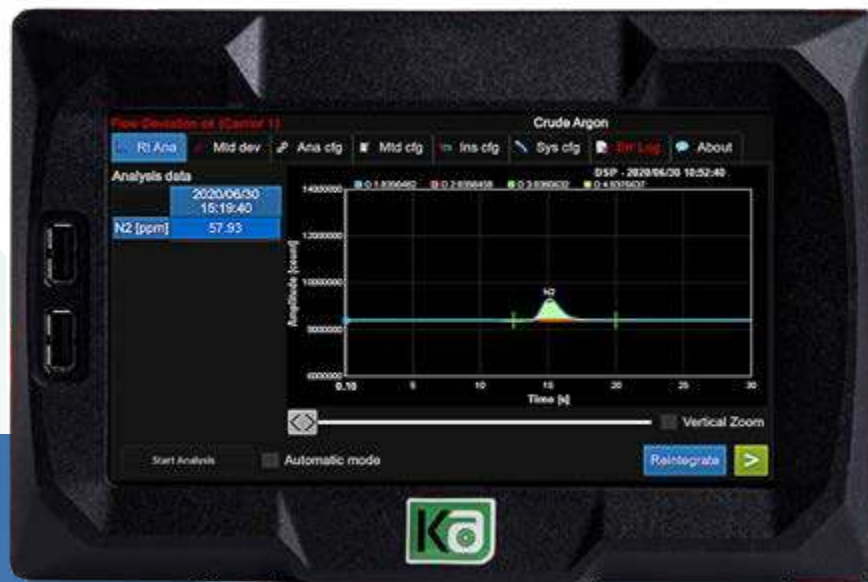 Flow Deviation on (Carrier 1)
Crude Argon
Rt Ana
Mtd dev
Ana cfg
Mtd cfg
Ins cfg
Sys cfg
Err Log
About
Analysis data
DSP - 2020/06/30 10:52:40
2020/06/30
15:19:40
N2 [ppm] 57.93
14000000
12000000
10000000
8000000
6000000
Amplitude [count]
N2
0.10 5 10 15 20 25 30
Time [s]
Vertical Zoom
Start Analysis
Automatic mode
Reintegrate
>
Ka